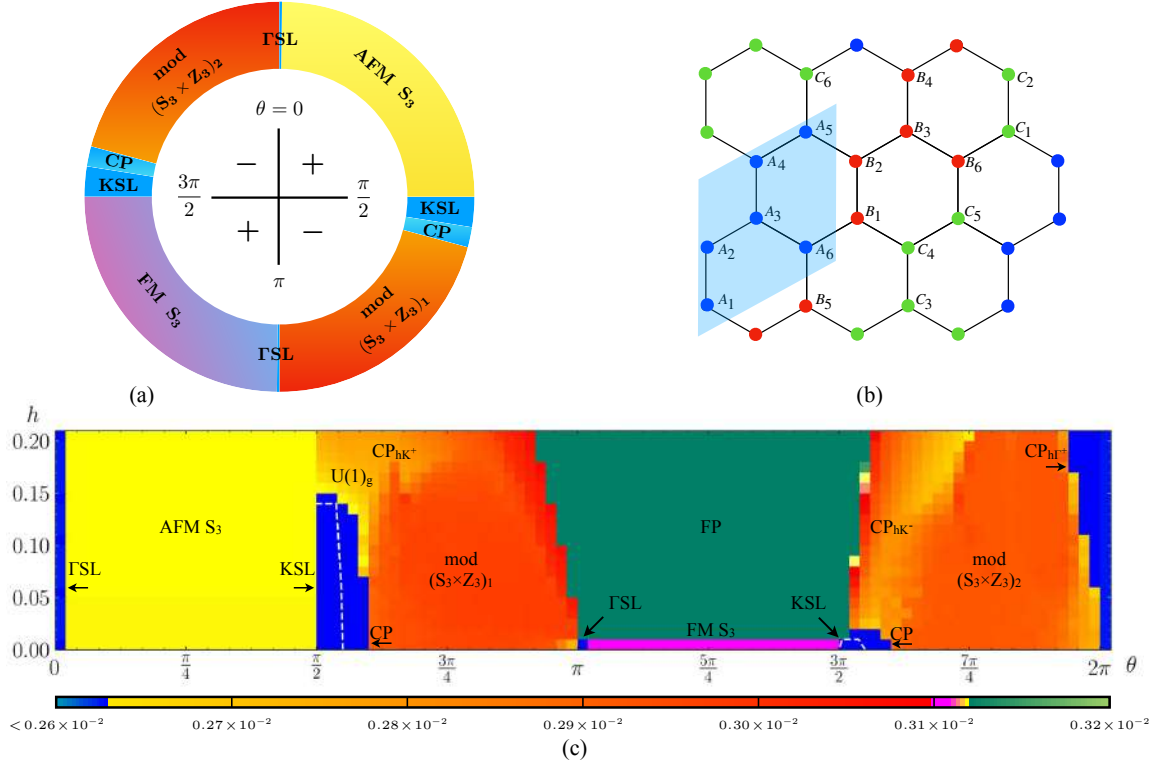 ΓSL
AFM S₃
mod
(S₃ × Z₃)₂
CP
KSL
FM S₃
ΓSL
mod
(S₃ × Z₃)₁
CP
KSL
θ = 0
− +
3π/2 π/2
+ −
π
(a)
C₆ B₄ C₂
A₅ B₃ C₁
A₄ B₂ B₆
A₃ B₁ C₅
A₂ A₆ C₄
A₁ B₅ C₃
(b)
h
0.20
0.15
0.10
0.05
0.00
CP_hK⁺
U(1)_g
CP_hΓ⁺
AFM S₃
FP
CP_hK⁻
ΓSL
KSL
mod
(S₃×Z₃)₁
mod
(S₃×Z₃)₂
ΓSL
KSL
CP
FM S₃
CP
0 π/4 π/2 3π/4 π 5π/4 3π/2 7π/4 2π θ
< 0.26 × 10⁻² 0.27 × 10⁻² 0.28 × 10⁻² 0.29 × 10⁻² 0.30 × 10⁻² 0.31 × 10⁻² 0.32 × 10⁻²
(c)